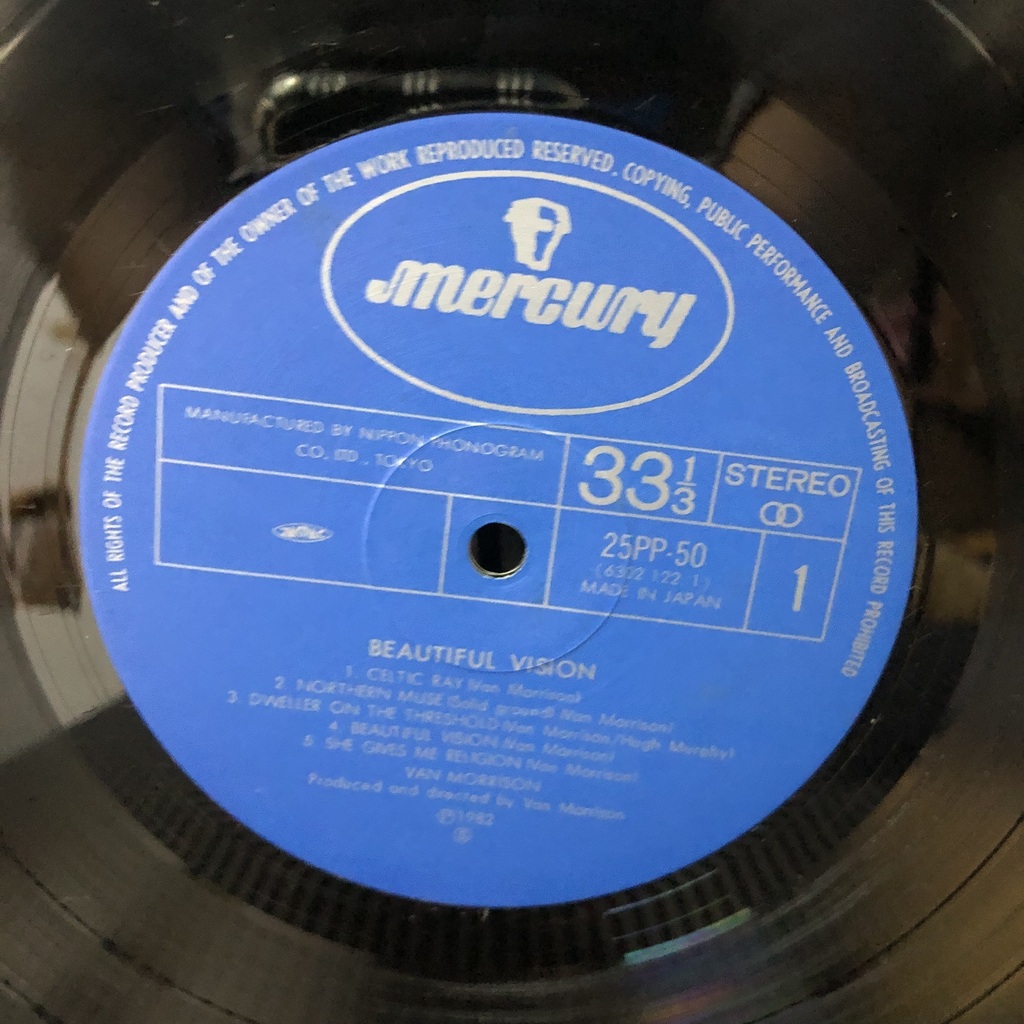 ALL RIGHTS OF THE RECORD PRODUCER AND OF THE OWNER OF THE WORK REPRODUCED RESERVED. COPYING, PUBLIC PERFORMANCE AND BROADCASTING OF THIS RECORD PROHIBITED
mercury
MANUFACTURED BY NIPPON PHONOGRAM
CO, LTD., TOKYO
33 1/3
STEREO
25PP-50
(6302 122 1)
MADE IN JAPAN
1
BEAUTIFUL VISION
1. CELTIC RAY (Van Morrison)
2. NORTHERN MUSE (Solid ground) (Van Morrison)
3. DWELLER ON THE THRESHOLD (Van Morrison/Hugh Murphy)
4. BEAUTIFUL VISION (Van Morrison)
5. SHE GIVES ME RELIGION (Van Morrison)
VAN MORRISON
Produced and directed by Van Morrison
Ⓟ1982